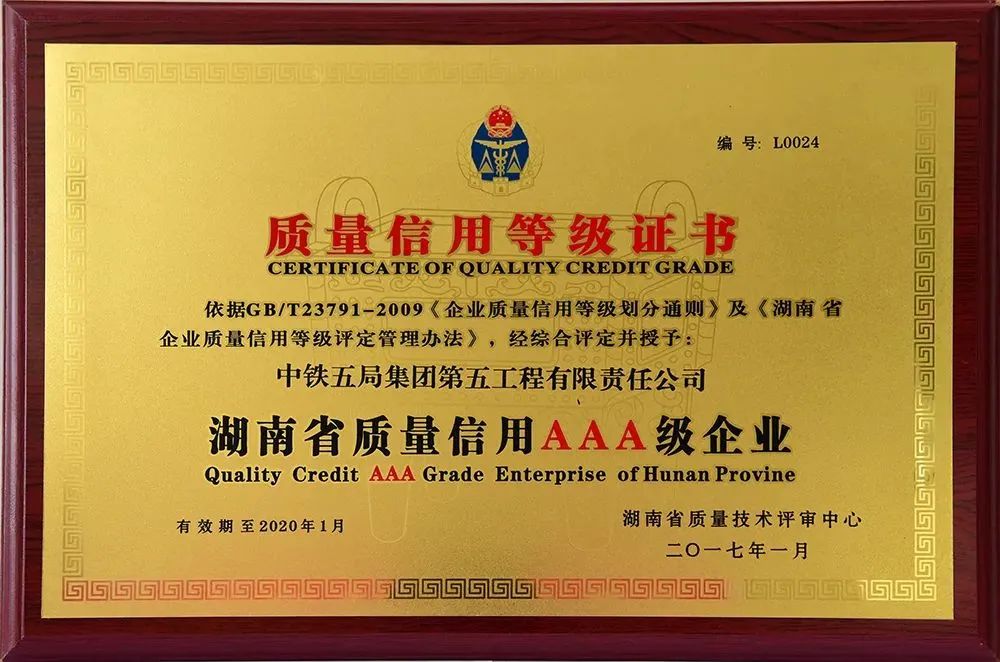 编 号: L0024
质量信用等级证书
CERTIFICATE OF QUALITY CREDIT GRADE
依据GB/T23791-2009《企业质量信用等级划分通则》及《湖南省
企业质量信用等级评定管理办法》,经综合评定并授予:
中铁五局集团第五工程有限责任公司
湖南省质量信用AAA级企业
Quality Credit AAA Grade Enterprise of Hunan Provine
有效期至2020年1月
湖南省质量技术评审中心
二〇一七年一月